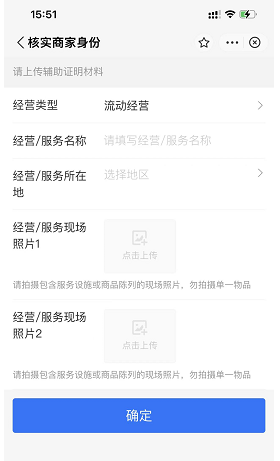 15:51
核实商家身份
请上传辅助证明材料
经营类型
流动经营
经营/服务名称
请填写经营/服务名称
经营/服务所在
地
选择地区
经营/服务现场
照片1
点击上传
请拍摄包含服务设施或商品陈列的现场照片，勿拍摄单一物品
经营/服务现场
照片2
点击上传
请拍摄包含服务设施或商品陈列的现场照片，勿拍摄单一物品
确定